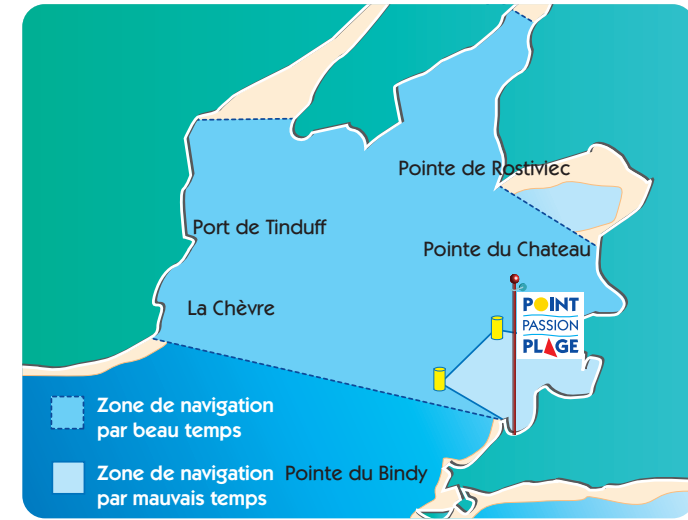 Pointe de Rostiviec
Port de Tinduff
Pointe du Chateau
La Chèvre
POINT
PASSION
PLAGE
Zone de navigation
par beau temps
Zone de navigation
par mauvais temps
Pointe du Bindy